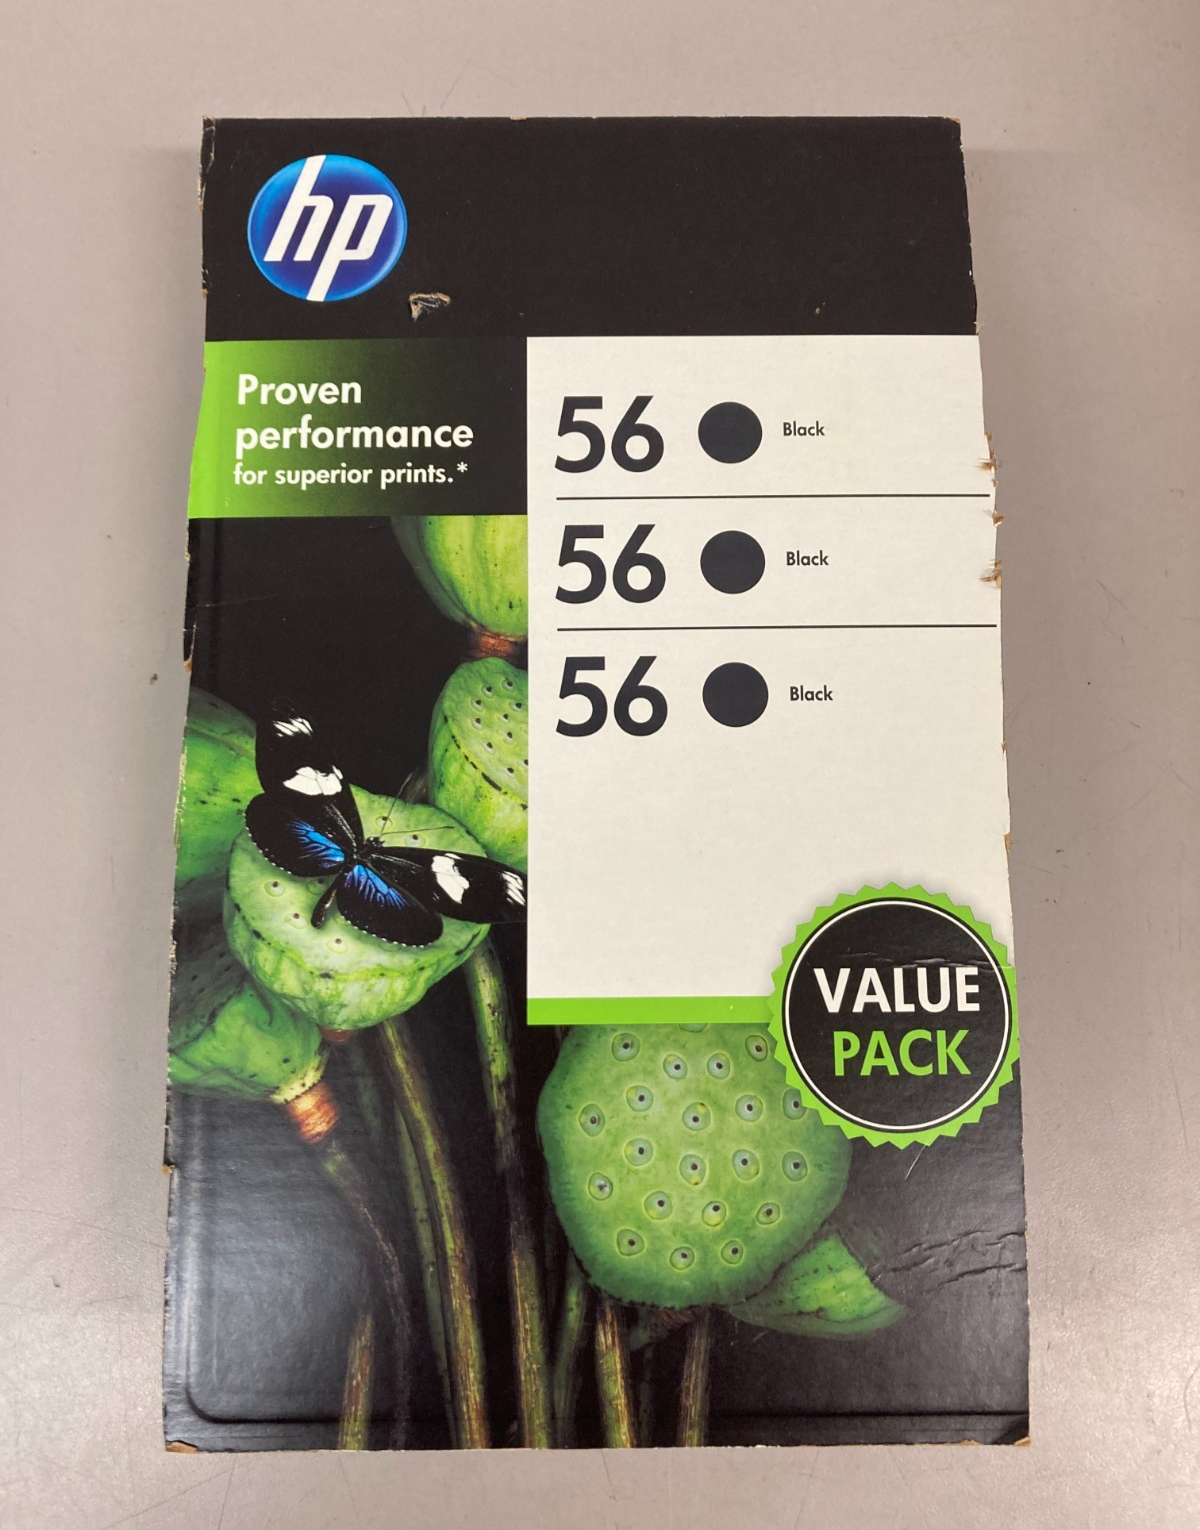 hp
Proven
performance
for superior prints.*
56 Black
56 Black
56 Black
VALUE
PACK